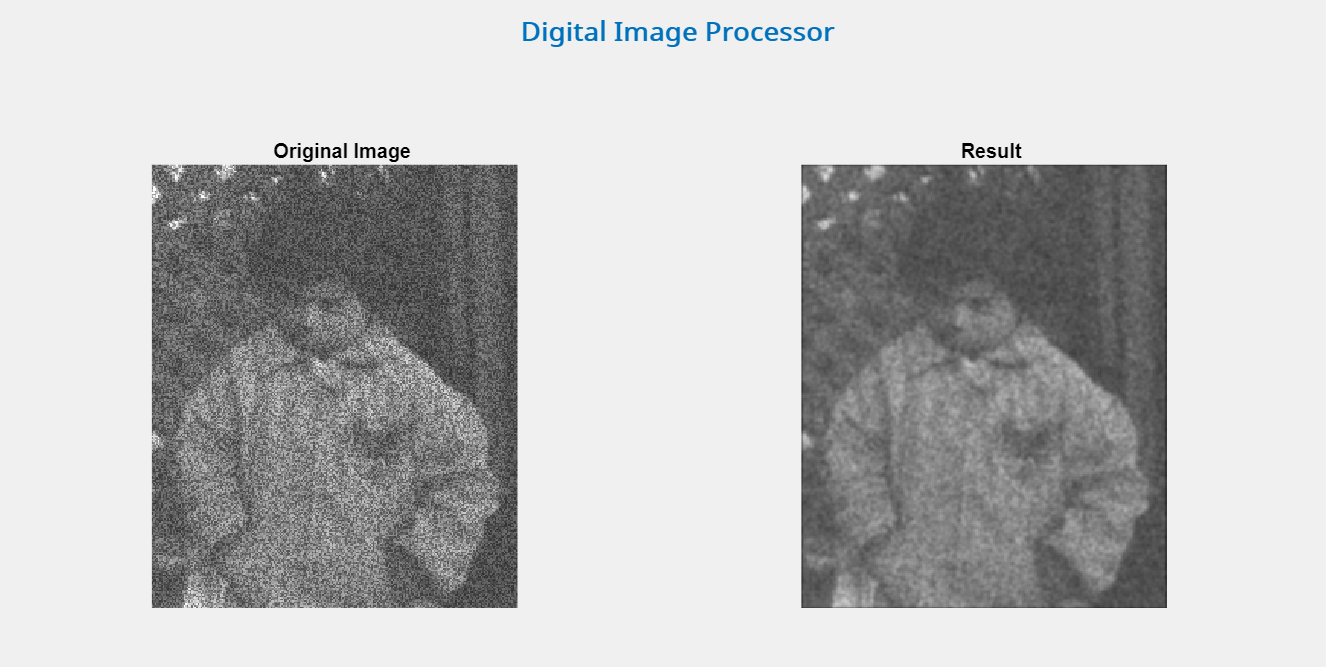 Digital Image Processor
Original Image
Result